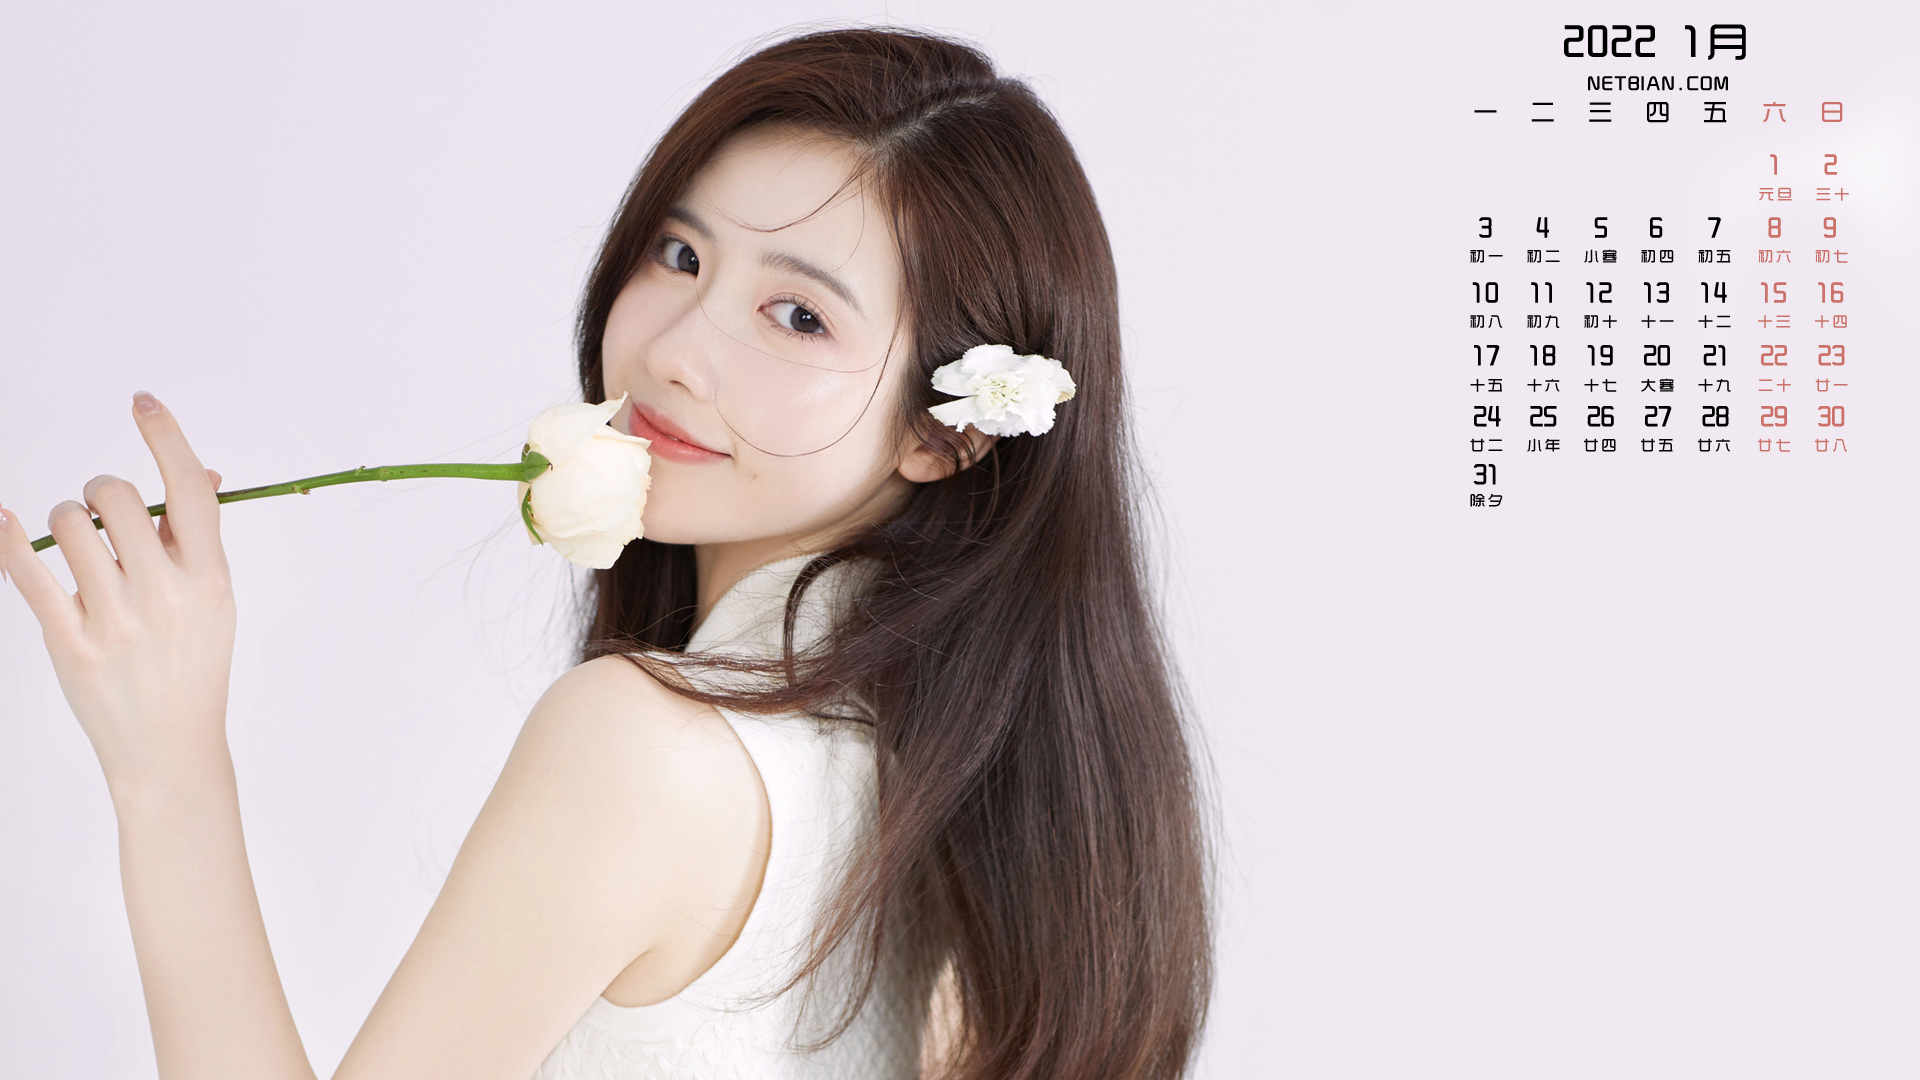 2022 1月
NETBIAN.COM
一 二 三 四 五 六 日
1 2
元旦 三十
3 4 5 6 7 8 9
初一 初二 小寒 初四 初五 初六 初七
10 11 12 13 14 15 16
初八 初九 初十 十一 十二 十三 十四
17 18 19 20 21 22 23
十五 十六 十七 大寒 十九 二十 廿一
24 25 26 27 28 29 30
廿二 小年 廿四 廿五 廿六 廿七 廿八
31
除夕